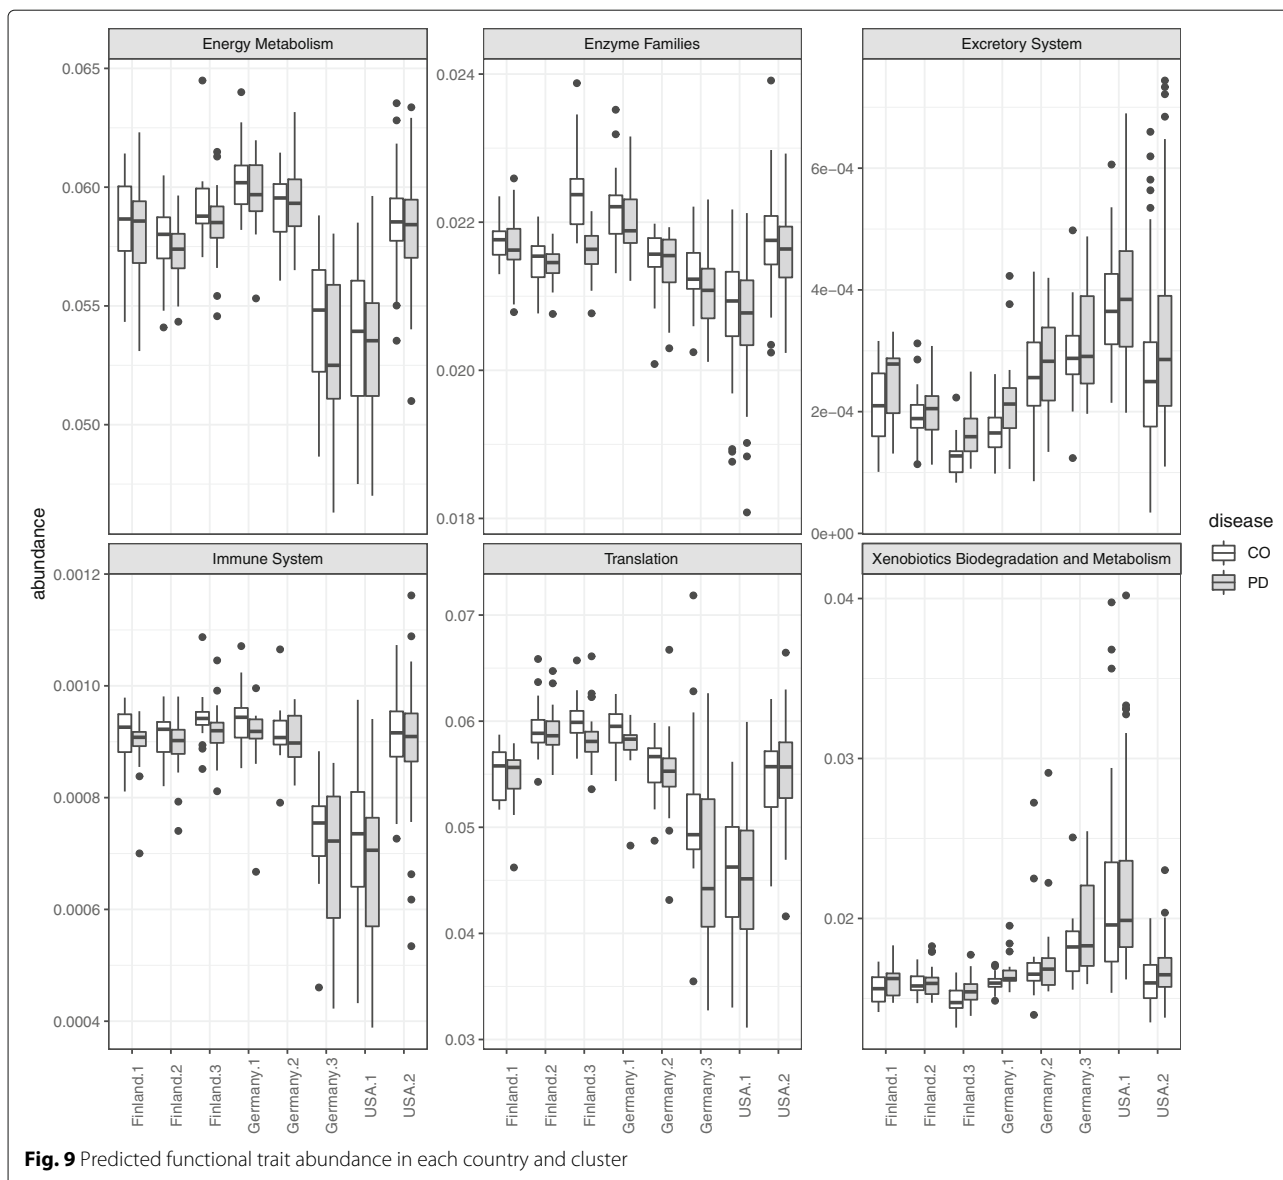 Energy Metabolism
Enzyme Families
Excretory System
0.065
0.060
0.055
0.050
0.024
0.022
0.020
0.018
6e−04
4e−04
2e−04
0e+00
abundance
Immune System
Translation
Xenobiotics Biodegradation and Metabolism
0.0012
0.0010
0.0008
0.0006
0.0004
0.07
0.06
0.05
0.04
0.03
0.04
0.03
0.02
disease
CO
PD
Finland.1
Finland.2
Finland.3
Germany.1
Germany.2
Germany.3
USA.1
USA.2
Finland.1
Finland.2
Finland.3
Germany.1
Germany.2
Germany.3
USA.1
USA.2
Finland.1
Finland.2
Finland.3
Germany.1
Germany.2
Germany.3
USA.1
USA.2
Fig. 9 Predicted functional trait abundance in each country and cluster